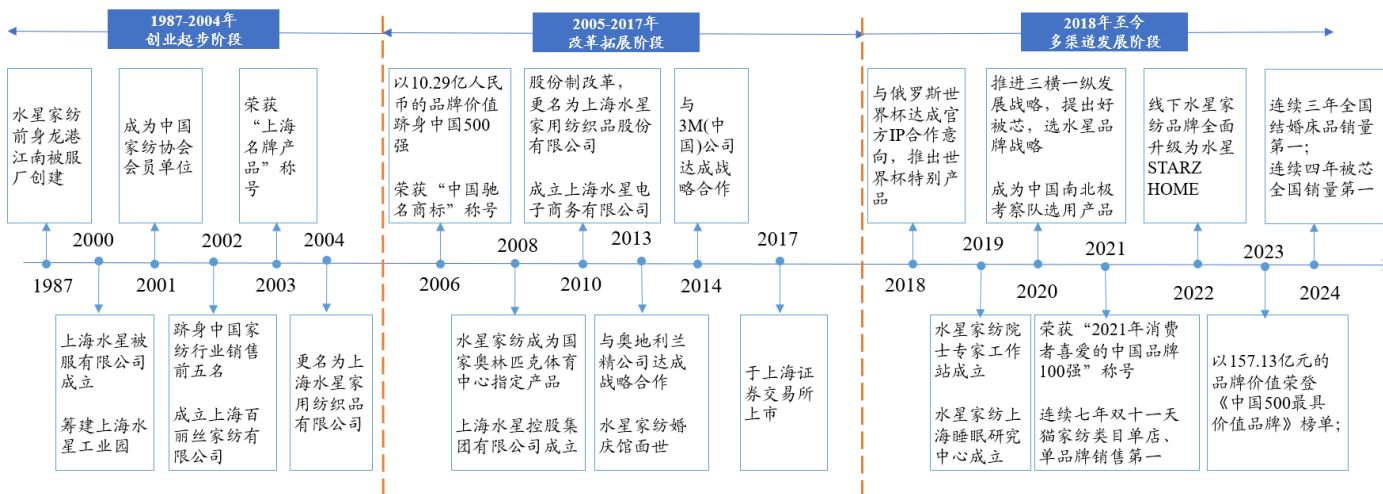 1987-2004年
创业起步阶段
2005-2017年
改革拓展阶段
2018年至今
多渠道发展阶段
水星家纺
前身龙港
江南被服
厂创建
成为中国
家纺协会
会员单位
荣获
“上海
名牌产
品”称
号
以10.29亿人民
币的品牌价值
跻身中国500
强
荣获“中国驰
名商标”称号
股份制改革，
更名为上海水星
家用纺织品股份
有限公司
成立上海水星电
子商务有限公司
与
3M(中
国)公司
达成战
略合作
与俄罗斯世
界杯达成官
方IP合作意
向，推出世
界杯特别产
品
推进三横一纵发
展战略，提出好
被芯，选水星品
牌战略
成为中国南北极
考察队选用产品
线下水星家
纺品牌全面
升级为水星
STARZ
HOME
连续三年全国
结婚床品销量
第一；
连续四年被芯
全国销量第一
1987
2000
2001
2002
2003
2004
2006
2008
2010
2013
2014
2017
2018
2019
2020
2021
2022
2023
2024
上海水星被
服有限公司
成立
筹建上海水
星工业园
跻身中国家
纺行业销售
前五名
成立上海百
丽丝家纺有
限公司
更名为上
海水星家
用纺织品
有限公司
水星家纺成为国
家奥林匹克体育
中心指定产品
上海水星控股集
团有限公司成立
与奥地利兰
精公司达成
战略合作
水星家纺婚
庆馆面世
于上海证
券交易所
上市
水星家纺院
士专家工作
站成立
水星家纺上
海睡眠研究
中心成立
荣获“2021年消费
者喜爱的中国品牌
100强”称号
连续七年双十一天
猫家纺类目单店、
单品牌销售第一
以157.13亿元的
品牌价值荣登
《中国500最具
价值品牌》榜单;